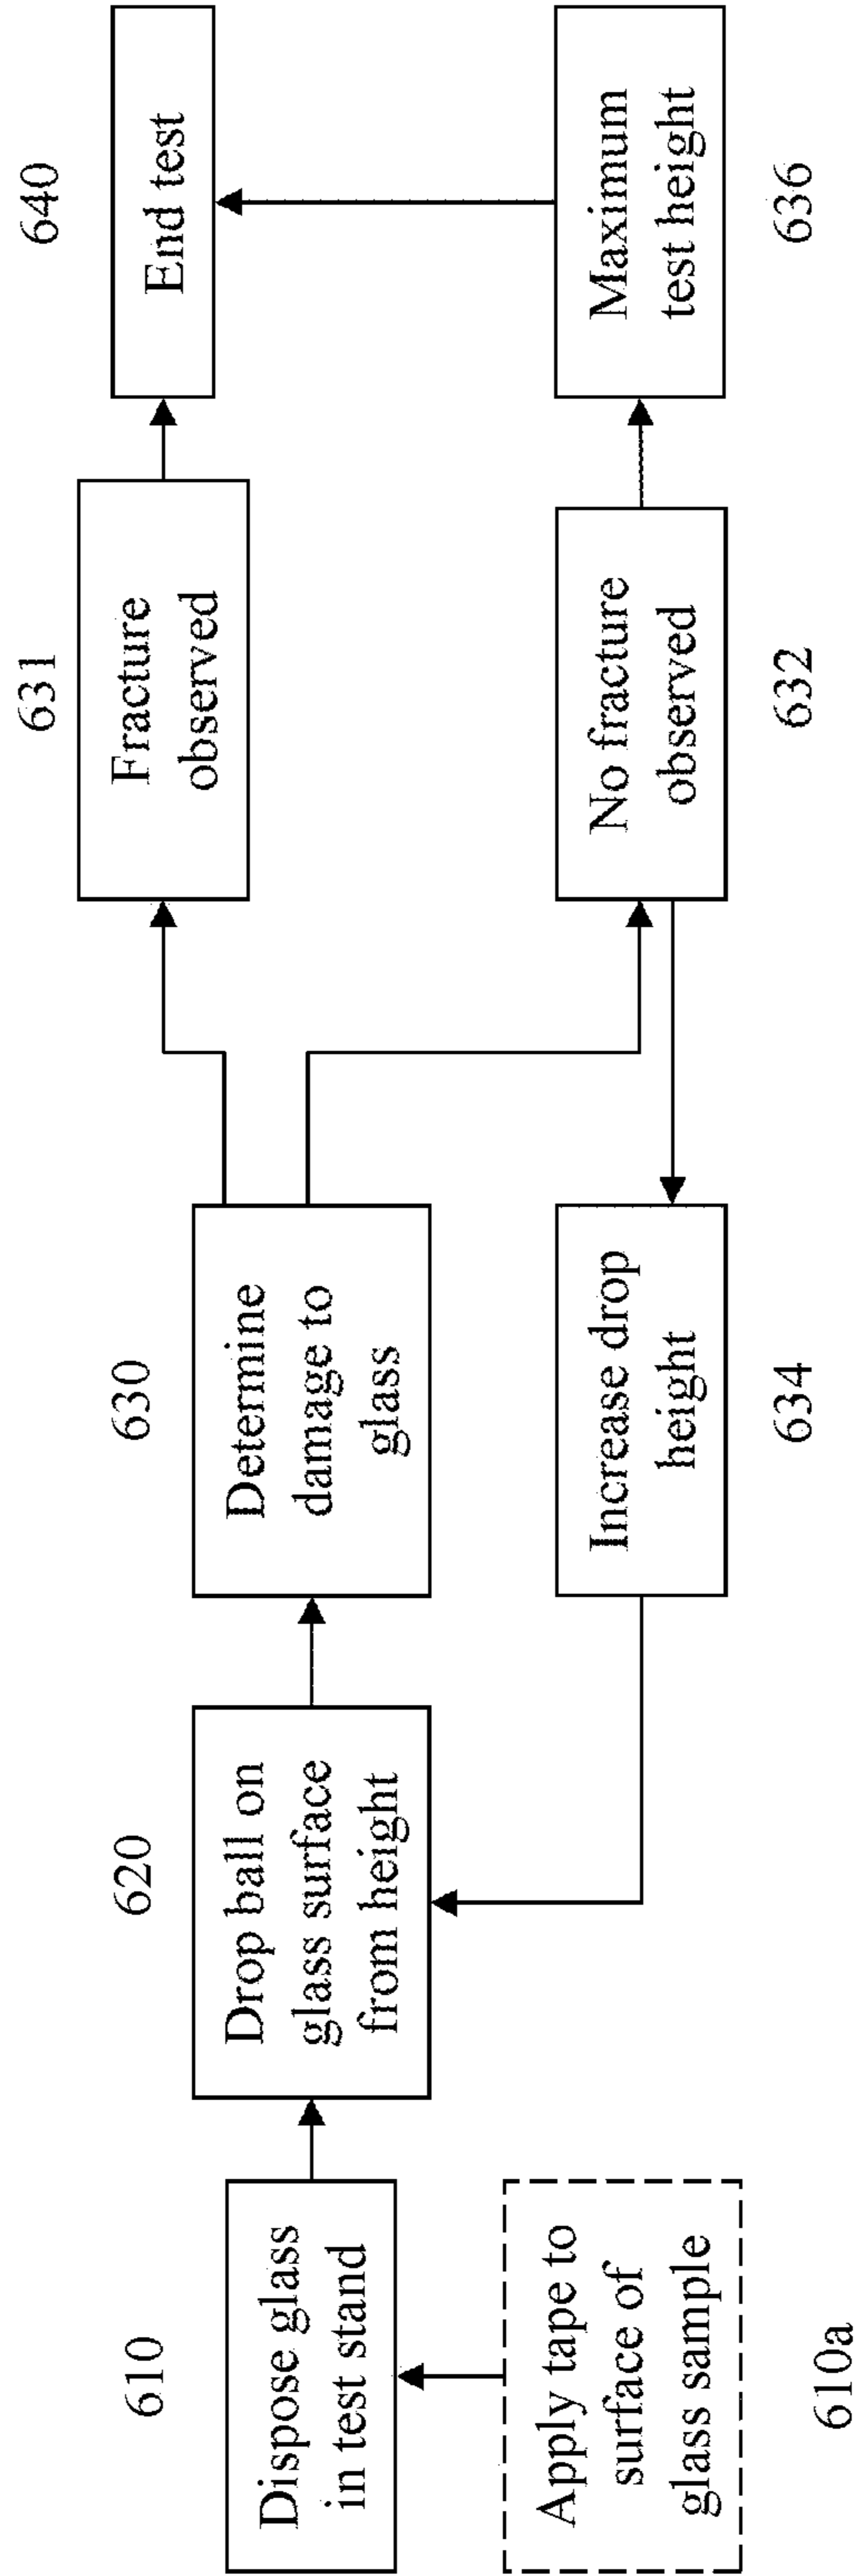 610
Dispose glass
in test stand
Apply tape to
surface of
glass sample
610a
620
Drop ball on
glass surface
from height
630
Determine
damage to
glass
Increase drop
height
634
631
Fracture
observed
No fracture
observed
632
640
End test
Maximum
test height
636